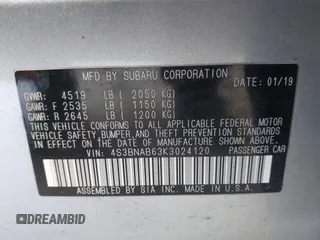 MFD BY SUBARU CORPORATION
GVWR: 4519 LB ( 2050 KG) DATE 01/19
GAWR: F 2535 LB ( 1150 KG)
GAWR: R 2645 LB ( 1200 KG)
THIS VEHICLE CONFORMS TO ALL APPLICABLE FEDERAL MOTOR
VEHICLE SAFETY, BUMPER, AND THEFT PREVENTION STANDARDS
IN EFFECT ON THE DATE OF MANUFACTURE SHOWN ABOVE.
VIN: 4S3BNAB63K3024120 PASSENGER CAR
ASSEMBLED BY SIA INC. MADE IN U.S.A.